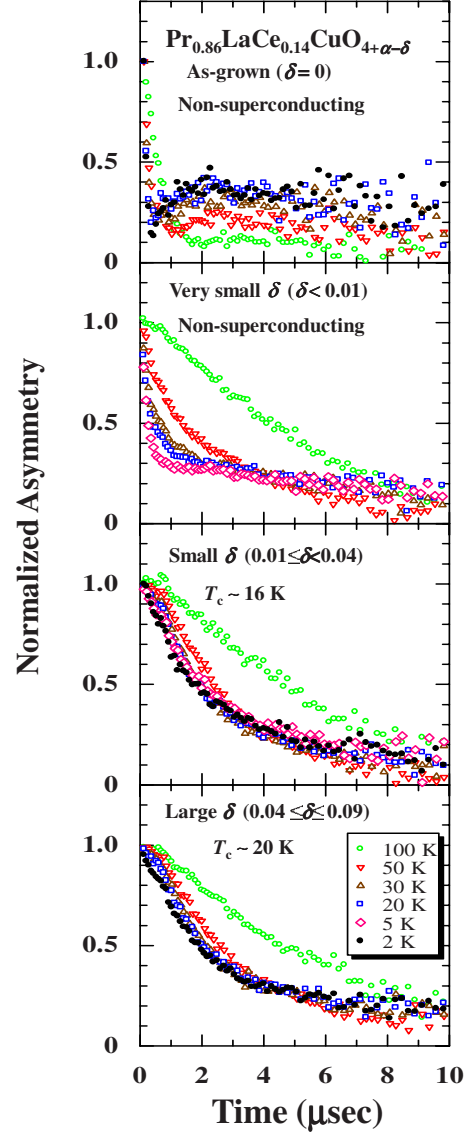 Normalized Asymmetry
Pr0.86LaCe0.14CuO4+α−δ
As-grown (δ = 0)
Non-superconducting
1.0
0.5
0
Very small δ (δ < 0.01)
Non-superconducting
1.0
0.5
0
Small δ (0.01≤δ<0.04)
Tc ~ 16 K
1.0
0.5
0
Large δ (0.04 ≤δ≤ 0.09)
Tc ~ 20 K
1.0
0.5
0
100 K
50 K
30 K
20 K
5 K
2 K
0 2 4 6 8 10
Time (μsec)